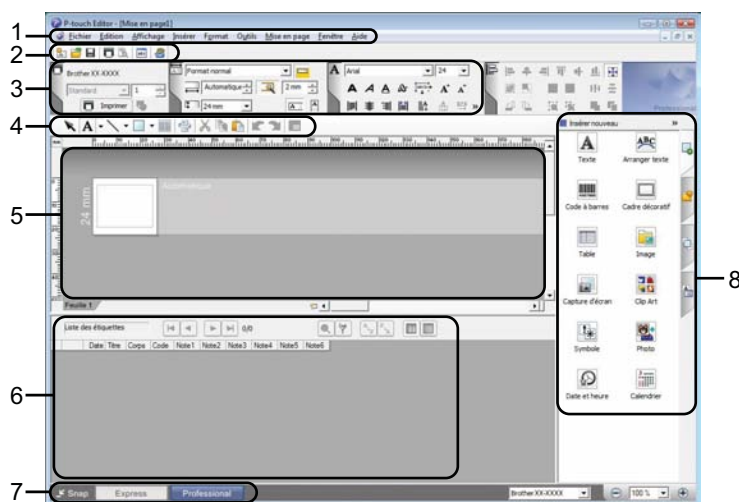 P-touch Editor - [Mise en page1]
1
Fichier Edition Affichage Insérer Format Outils Mise en page Fenêtre Aide
2
3
Brother XX-XXXX
Standard 1
Imprimer
Format normal
Automatique 2 mm
24 mm
A A
A Arial 24
A A A A A A
Professional
4
A
5
24 mm
Automatique
Feuille 1
6
Liste des étiquettes 0/0
Date Titre Corps Code Note1 Note2 Note3 Note4 Note5 Note6
7
Snap Express Professional
Brother XX-XXXX 100 %
8
Insérer nouveau
A ABC
Texte Arranger texte
Code à barres Cadre décoratif
Table Image
Capture d'écran Clip Art
Symbole Photo
Date et heure Calendrier